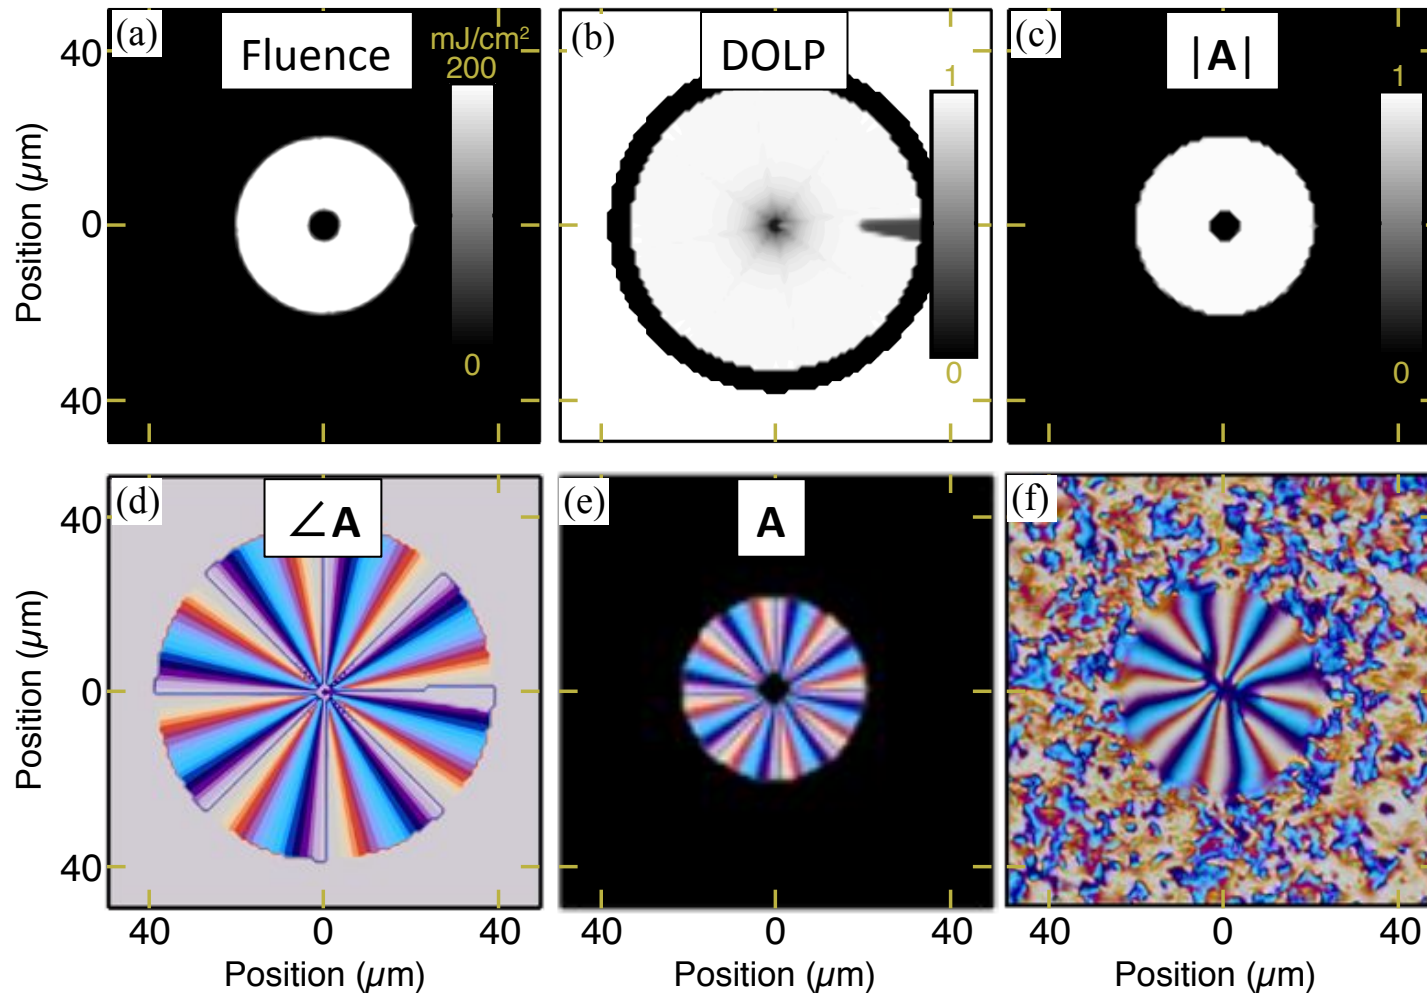 (a)
Fluence
mJ/cm²
200
0
(b)
DOLP
1
0
(c)
|A|
1
0
40
0
40
Position (µm)
(d)
∠A
(e)
A
(f)
40
0
40
Position (µm)
40
0
40
40
0
40
40
0
40
Position (µm)
Position (µm)
Position (µm)